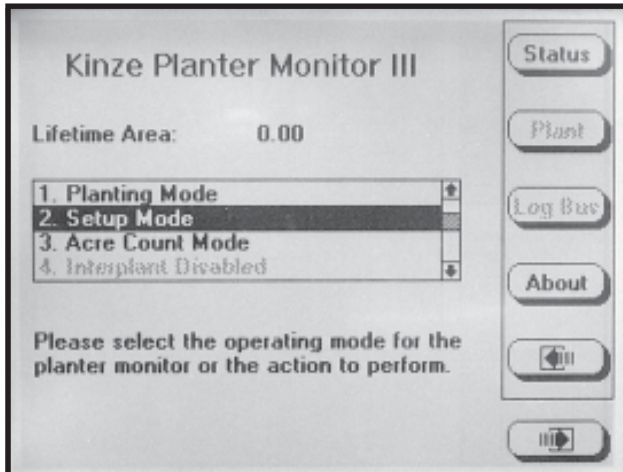 Kinze Planter Monitor III
Lifetime Area: 0.00
1. Planting Mode
2. Setup Mode
3. Acre Count Mode
4. Interplant Disabled
Please select the operating mode for the
planter monitor or the action to perform.
Status
Plant
Log Bus
About